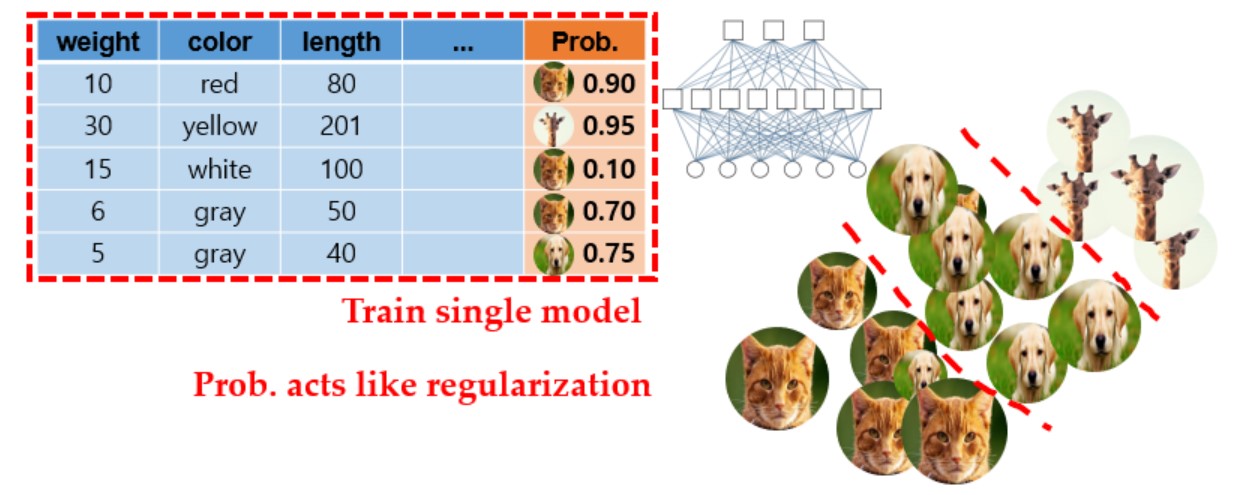 weight color length ... Prob.
10 red 80 0.90
30 yellow 201 0.95
15 white 100 0.10
6 gray 50 0.70
5 gray 40 0.75
Train single model
Prob. acts like regularization